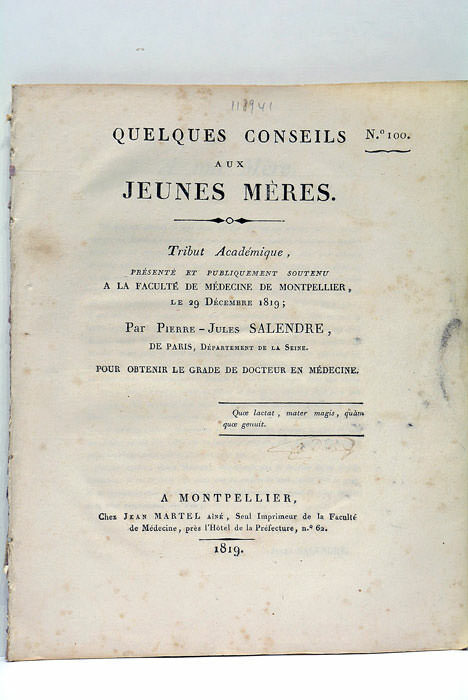 118941
QUELQUES CONSEILS N.º 100.
AUX
JEUNES MÈRES.
Tribut Académique,
PRÉSENTÉ ET PUBLIQUEMENT SOUTENU
A LA FACULTÉ DE MÉDECINE DE MONTPELLIER,
LE 29 DÉCEMBRE 1819;
Par PIERRE-JULES SALENDRE,
DE PARIS, DÉPARTEMENT DE LA SEINE.
POUR OBTENIR LE GRADE DE DOCTEUR EN MÉDECINE.
Quœ lactat, mater magis, quàm
quœ genuit.
A MONTPELLIER,
Chez JEAN MARTEL AÎNÉ, Seul Imprimeur de la Faculté
de Médecine, près l'Hôtel de la Préfecture, n.º 62.
1819.